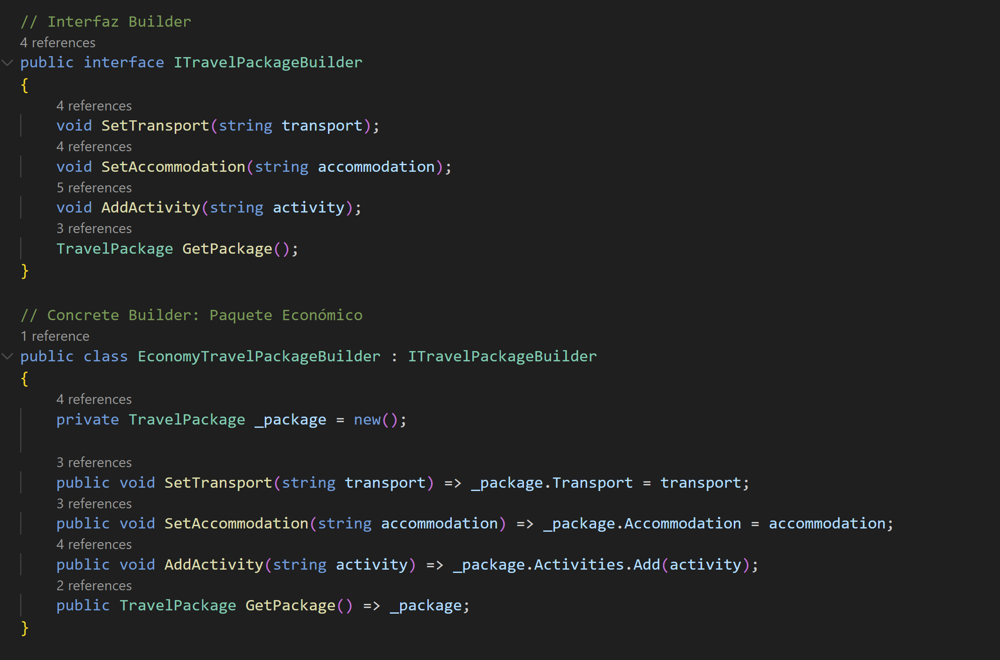 // Interfaz Builder
4 references
public interface ITravelPackageBuilder
{
4 references
void SetTransport(string transport);
4 references
void SetAccommodation(string accommodation);
5 references
void AddActivity(string activity);
3 references
TravelPackage GetPackage();
}
// Concrete Builder: Paquete Económico
1 reference
public class EconomyTravelPackageBuilder : ITravelPackageBuilder
{
4 references
private TravelPackage _package = new();
3 references
public void SetTransport(string transport) => _package.Transport = transport;
3 references
public void SetAccommodation(string accommodation) => _package.Accommodation = accommodation;
4 references
public void AddActivity(string activity) => _package.Activities.Add(activity);
2 references
public TravelPackage GetPackage() => _package;
}